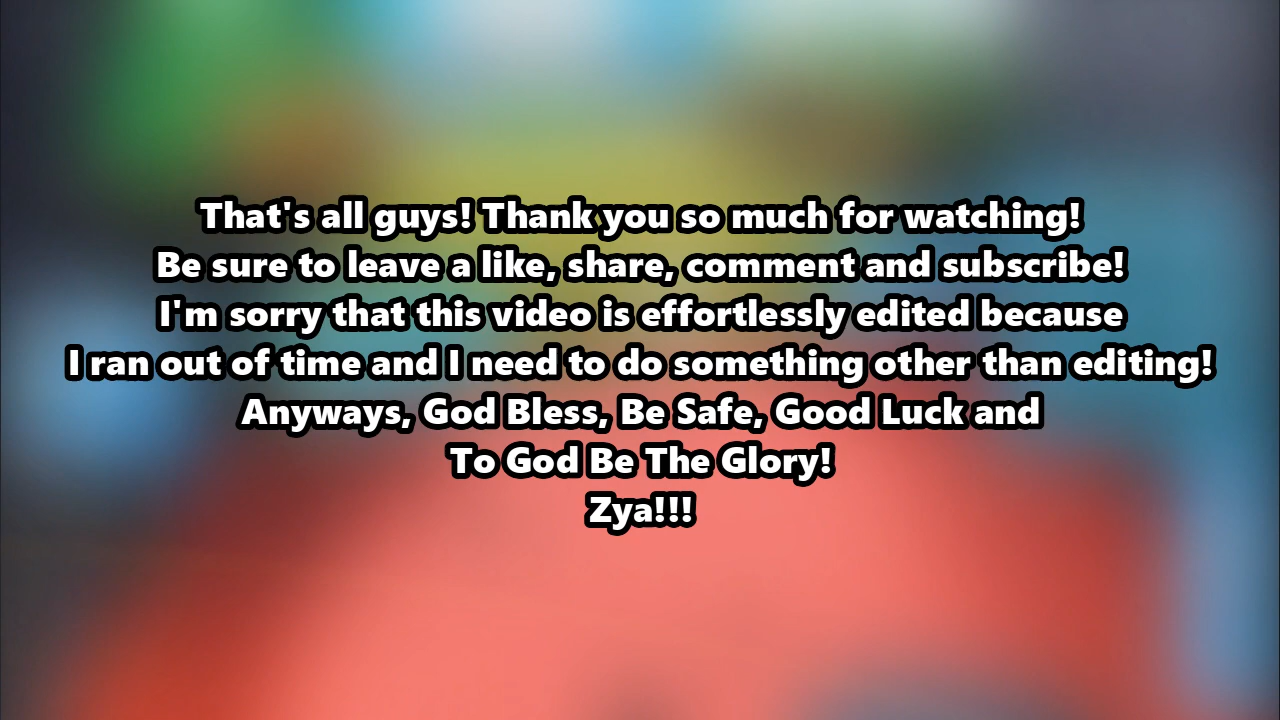 That's all guys! Thank you so much for watching!
Be sure to leave a like, share, comment and subscribe!
I'm sorry that this video is effortlessly edited because
I ran out of time and I need to do something other than editing!
Anyways, God Bless, Be Safe, Good Luck and
To God Be The Glory!
Zya!!!